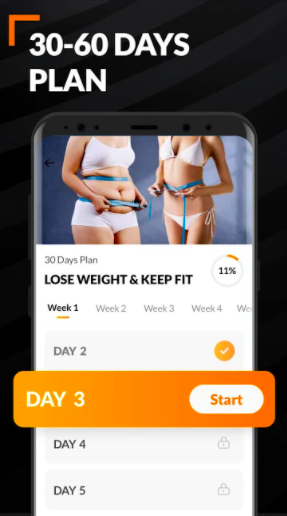 30-60 DAYS
PLAN
30 Days Plan
LOSE WEIGHT & KEEP FIT
11%
Week 1 Week 2 Week 3 Week 4 We
DAY 2
DAY 3 Start
DAY 4
DAY 5